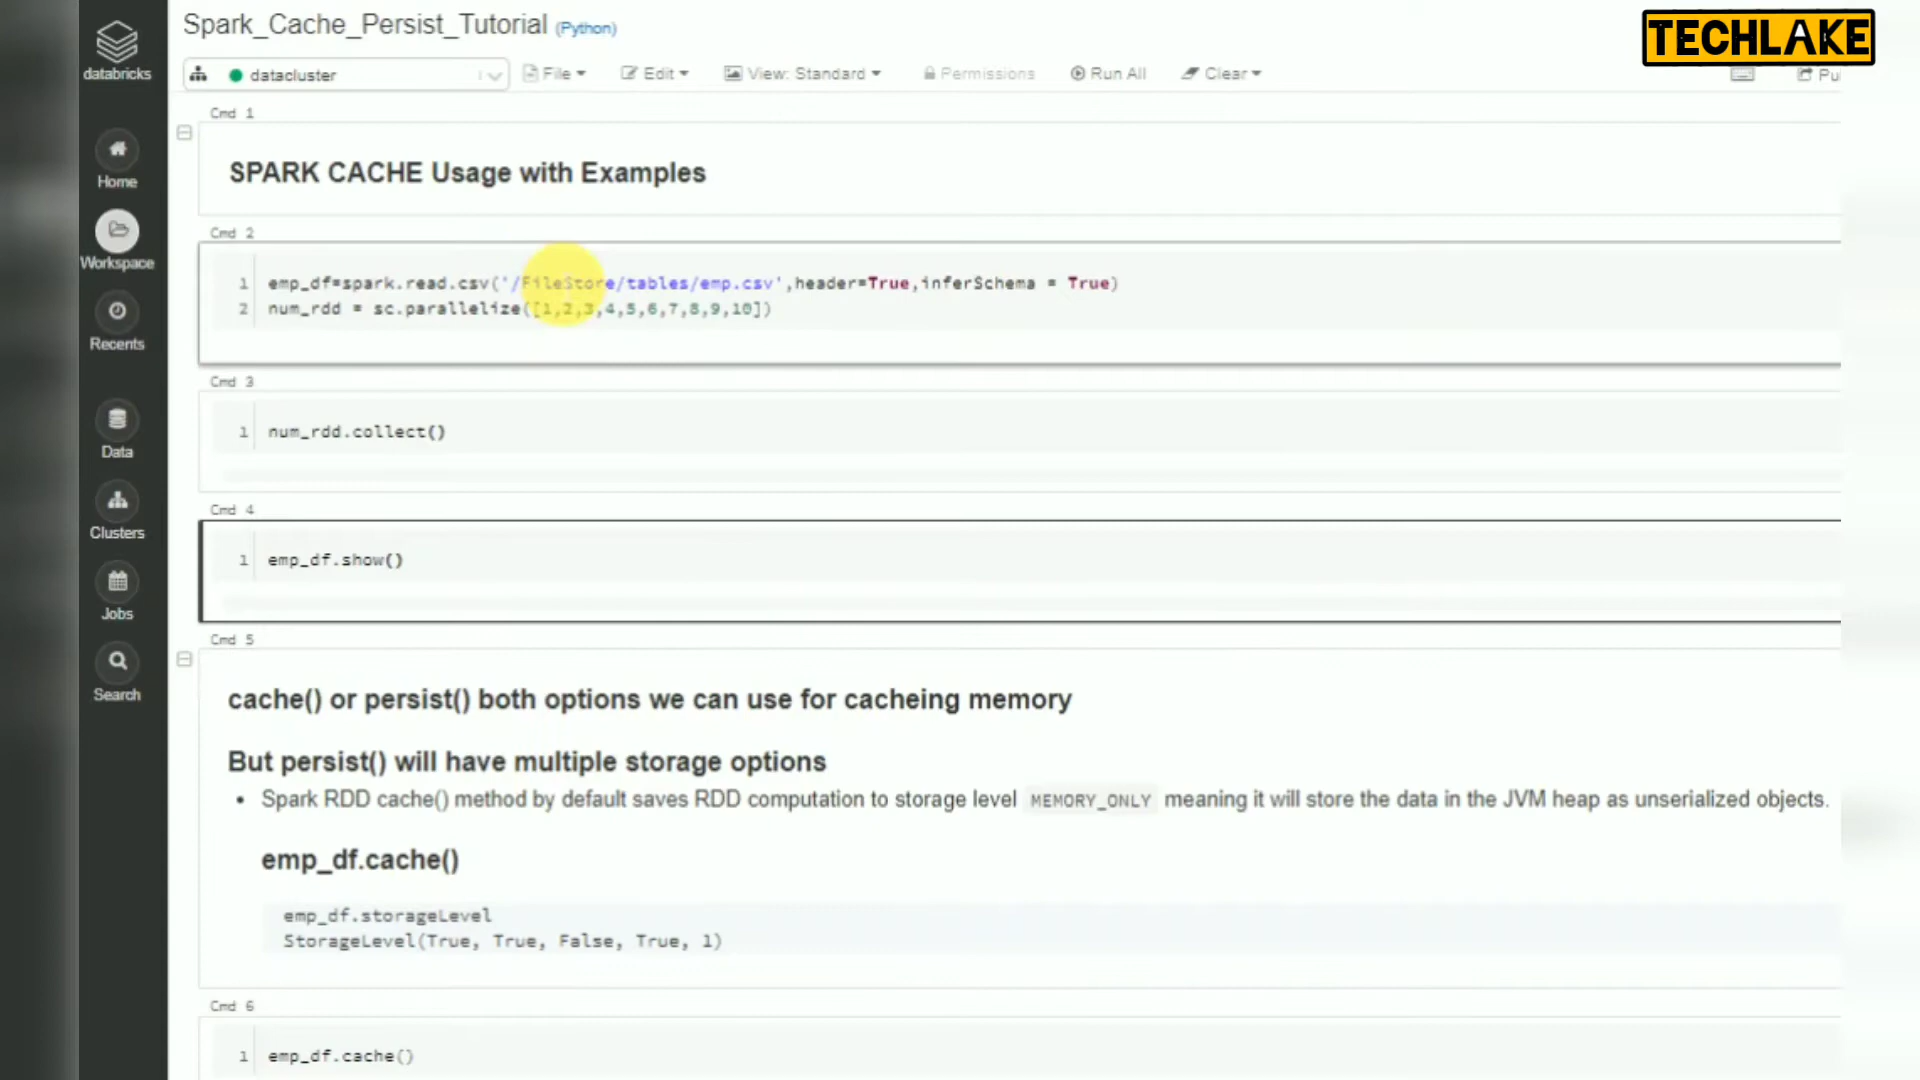 Spark_Cache_Persist_Tutorial (Python)
TECHLAKE
databricks
datacluster
File
Edit
View: Standard
Permissions
Run All
Clear
Pu
Home
Workspace
Recents
Data
Clusters
Jobs
Search
Cmd 1
SPARK CACHE Usage with Examples
Cmd 2
1 emp_df=spark.read.csv('/FileStore/tables/emp.csv',header=True,inferSchema = True)
2 num_rdd = sc.parallelize([1,2,3,4,5,6,7,8,9,10])
Cmd 3
1 num_rdd.collect()
Cmd 4
1 emp_df.show()
Cmd 5
cache() or persist() both options we can use for cacheing memory
But persist() will have multiple storage options
• Spark RDD cache() method by default saves RDD computation to storage level MEMORY_ONLY meaning it will store the data in the JVM heap as unserialized objects.
emp_df.cache()
emp_df.storageLevel
StorageLevel(True, True, False, True, 1)
Cmd 6
1 emp_df.cache()